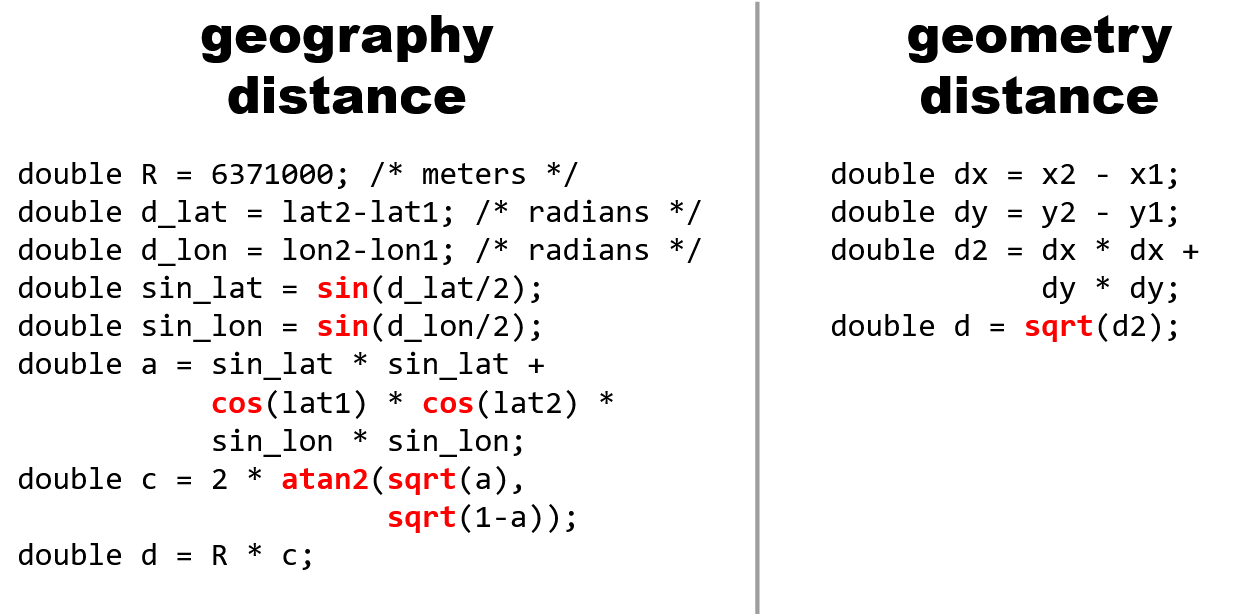 geography
distance
double R = 6371000; /* meters */
double d_lat = lat2-lat1; /* radians */
double d_lon = lon2-lon1; /* radians */
double sin_lat = sin(d_lat/2);
double sin_lon = sin(d_lon/2);
double a = sin_lat * sin_lat +
cos(lat1) * cos(lat2) *
sin_lon * sin_lon;
double c = 2 * atan2(sqrt(a),
sqrt(1-a));
double d = R * c;
geometry
distance
double dx = x2 - x1;
double dy = y2 - y1;
double d2 = dx * dx +
dy * dy;
double d = sqrt(d2);